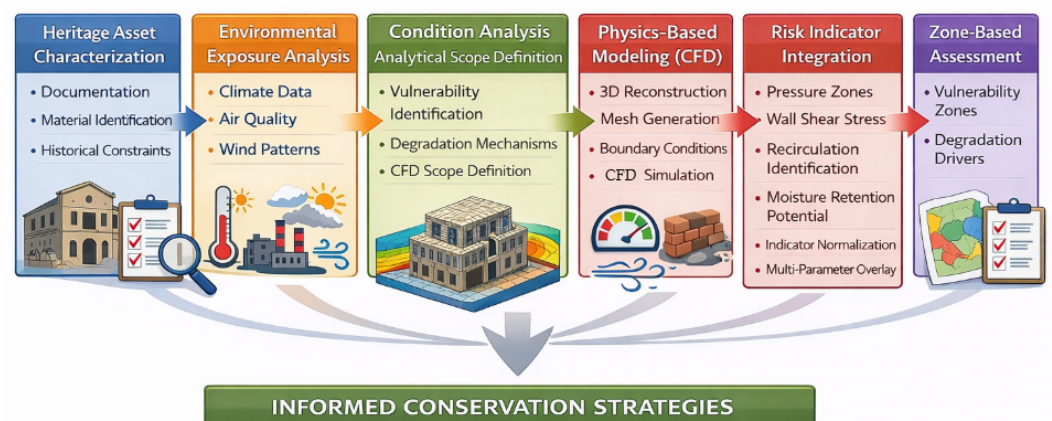 Heritage Asset
Characterization
• Documentation
• Material Identification
• Historical Constraints
Environmental
Exposure Analysis
• Climate Data
• Air Quality
• Wind Patterns
Condition Analysis
Analytical Scope Definition
• Vulnerability
Identification
• Degradation Mechanisms
• CFD Scope Definition
Physics-Based
Modeling (CFD)
• 3D Reconstruction
Mesh Generation
• Boundary Conditions
• CFD Simulation
Risk Indicator
Integration
• Pressure Zones
• Wall Shear Stress
• Recirculation
Identification
• Moisture Retention
Potential
• Indicator Normalization
• Multi-Parameter Overlay
Zone-Based
Assessment
• Vulnerability
Zones
• Degradation
Drivers
INFORMED CONSERVATION STRATEGIES